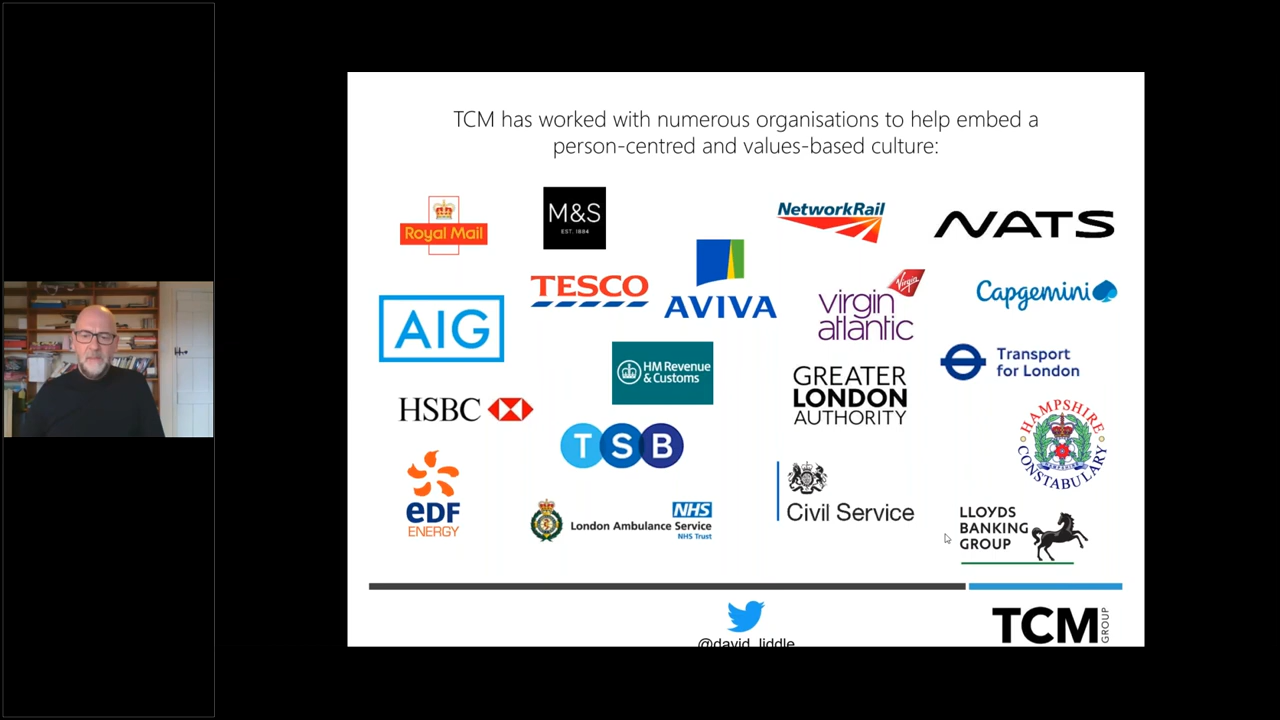 TCM has worked with numerous organisations to help embed a
person-centred and values-based culture:
Royal Mail
M&S
EST. 1884
NetworkRail
NATS
TESCO
AVIVA
Virgin
virgin
atlantic
Capgemini
AIG
HM Revenue
& Customs
GREATER
LONDON
AUTHORITY
Transport
for London
HSBC
TSB
HAMPSHIRE
CONSTABULARY
eDF
ENERGY
London Ambulance Service
NHS
NHS Trust
Civil Service
LLOYDS
BANKING
GROUP
@david_liddle
TCM GROUP